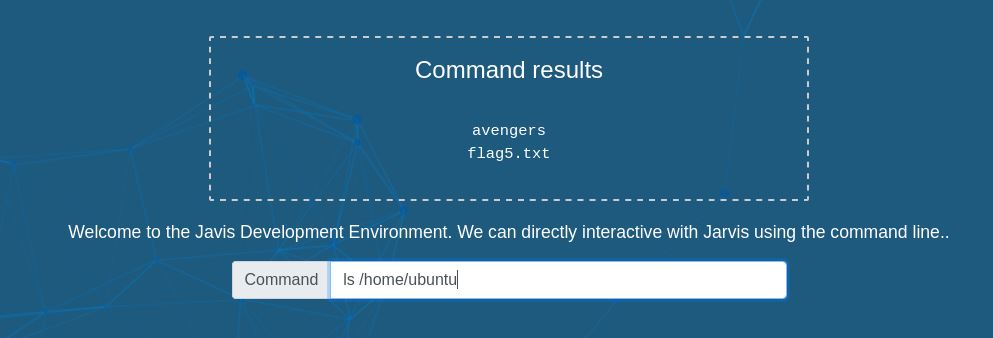 Command results
avengers
flag5.txt
Welcome to the Javis Development Environment. We can directly interactive with Jarvis using the command line..
Command ls /home/ubuntu